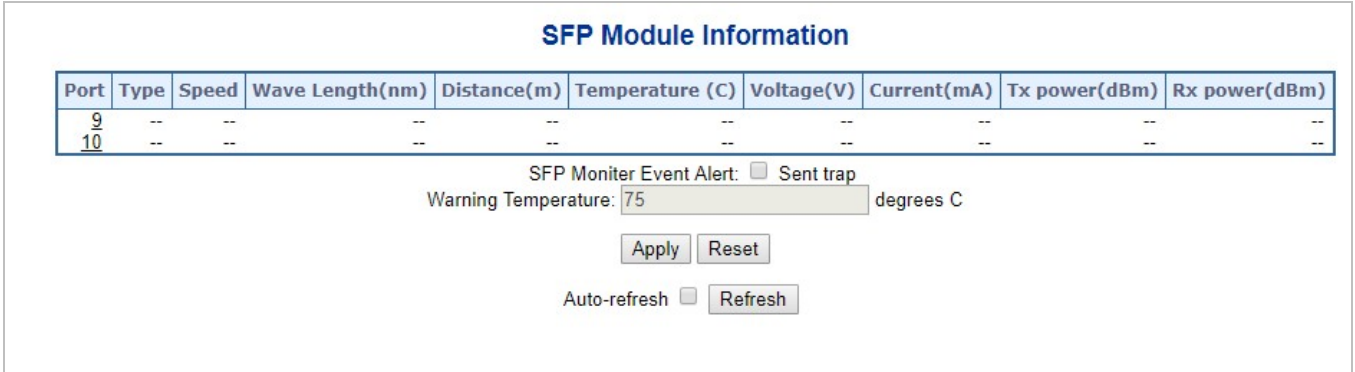 SFP Module Information
Port Type Speed Wave Length(nm) Distance(m) Temperature (C) Voltage(V) Current(mA) Tx power(dBm) Rx power(dBm)
9 -- -- -- -- -- -- -- -- --
10 -- -- -- -- -- -- -- -- --
SFP Moniter Event Alert: Sent trap
Warning Temperature: 75 degrees C
Apply Reset
Auto-refresh Refresh